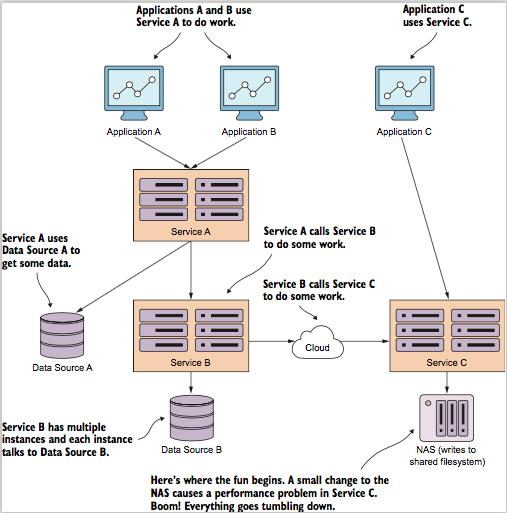 Applications A and B use
Service A to do work.
Application C
uses Service C.
Application A
Application B
Application C
Service A
Service A uses
Data Source A to
get some data.
Service A calls Service B
to do some work.
Service B calls Service C
to do some work.
Data Source A
Service B
Cloud
Service C
Service B has multiple
instances and each instance
talks to Data Source B.
Data Source B
NAS (writes to
shared filesystem)
Here's where the fun begins. A small change to the
NAS causes a performance problem in Service C.
Boom! Everything goes tumbling down.